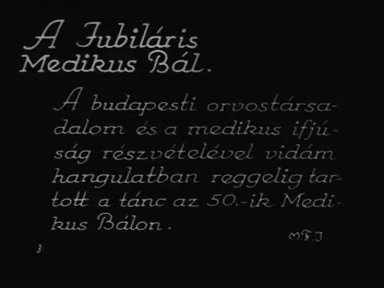 A Jubiláris
Medikus Bál.
A budapesti orvostársa-
dalom és a medikus ifjú-
ság részvételével vidám
hangulatban reggelig tar-
tott a tánc az 50.-ik Medi-
kus Bálon.
M.F.I
3